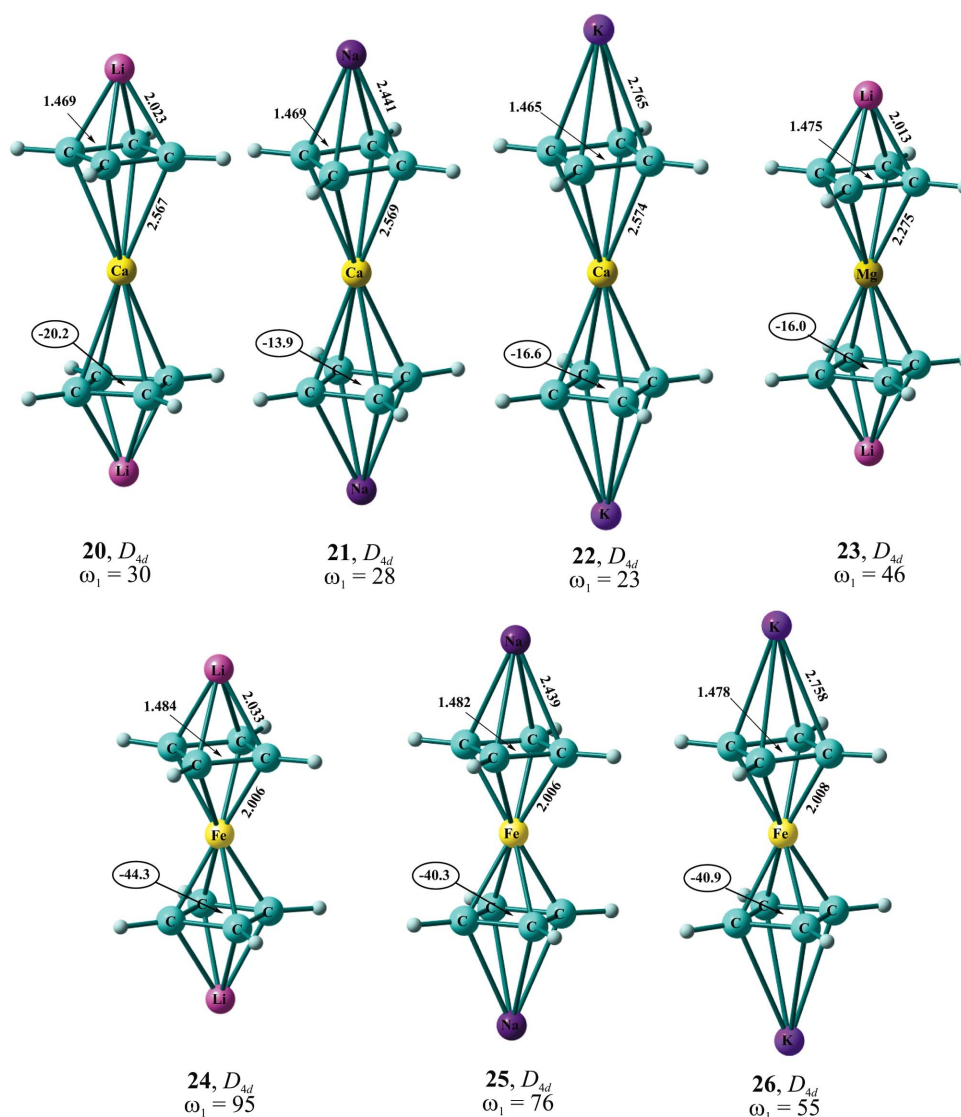 Li
2.023
1.469
C C C C
2.567
Ca
-20.2
C C C C
Li
20, D4d
ω1 = 30
Na
2.441
1.469
C C C C
2.569
Ca
-13.9
C C C C
Na
21, D4d
ω1 = 28
K
2.765
1.465
C C C C
2.574
Ca
-16.6
C C C C
K
22, D4d
ω1 = 23
Li
2.013
1.475
C C C C
2.275
Mg
-16.0
C C C C
Li
23, D4d
ω1 = 46
Li
2.033
1.484
C C C C
2.006
Fe
-44.3
C C C C
Li
24, D4d
ω1 = 95
Na
2.439
1.482
C C C C
2.006
Fe
-40.3
C C C C
Na
25, D4d
ω1 = 76
K
2.758
1.478
C C C C
2.008
Fe
-40.9
C C C C
K
26, D4d
ω1 = 55